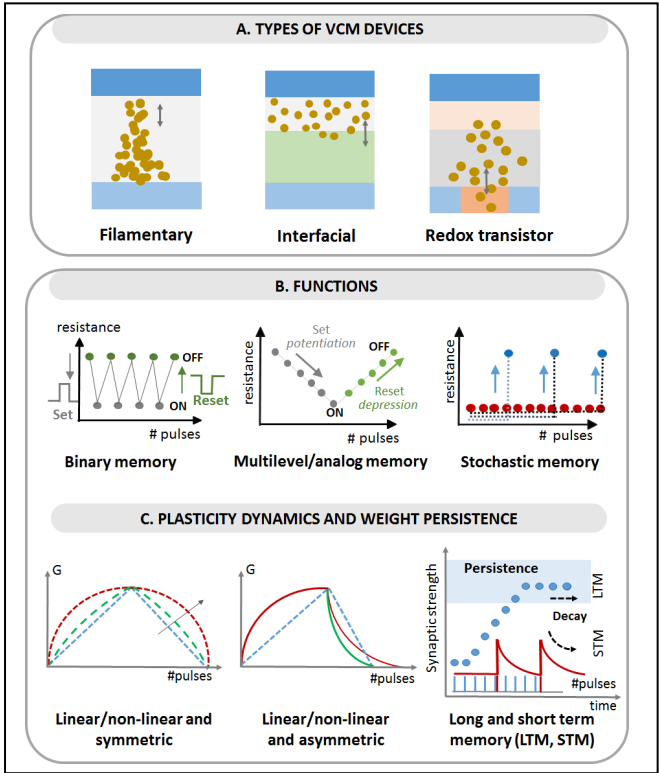 A. TYPES OF VCM DEVICES
Filamentary
Interfacial
Redox transistor
B. FUNCTIONS
resistance
OFF
ON
Set
Reset
# pulses
Binary memory
resistance
Set
potentiation
OFF
Reset
depression
ON
# pulses
Multilevel/analog memory
resistance
# pulses
Stochastic memory
C. PLASTICITY DYNAMICS AND WEIGHT PERSISTENCE
G
#pulses
Linear/non-linear and
symmetric
G
#pulses
Linear/non-linear
and asymmetric
Synaptic strength
Persistence
LTM
Decay
STM
#pulses
time
Long and short term
memory (LTM, STM)